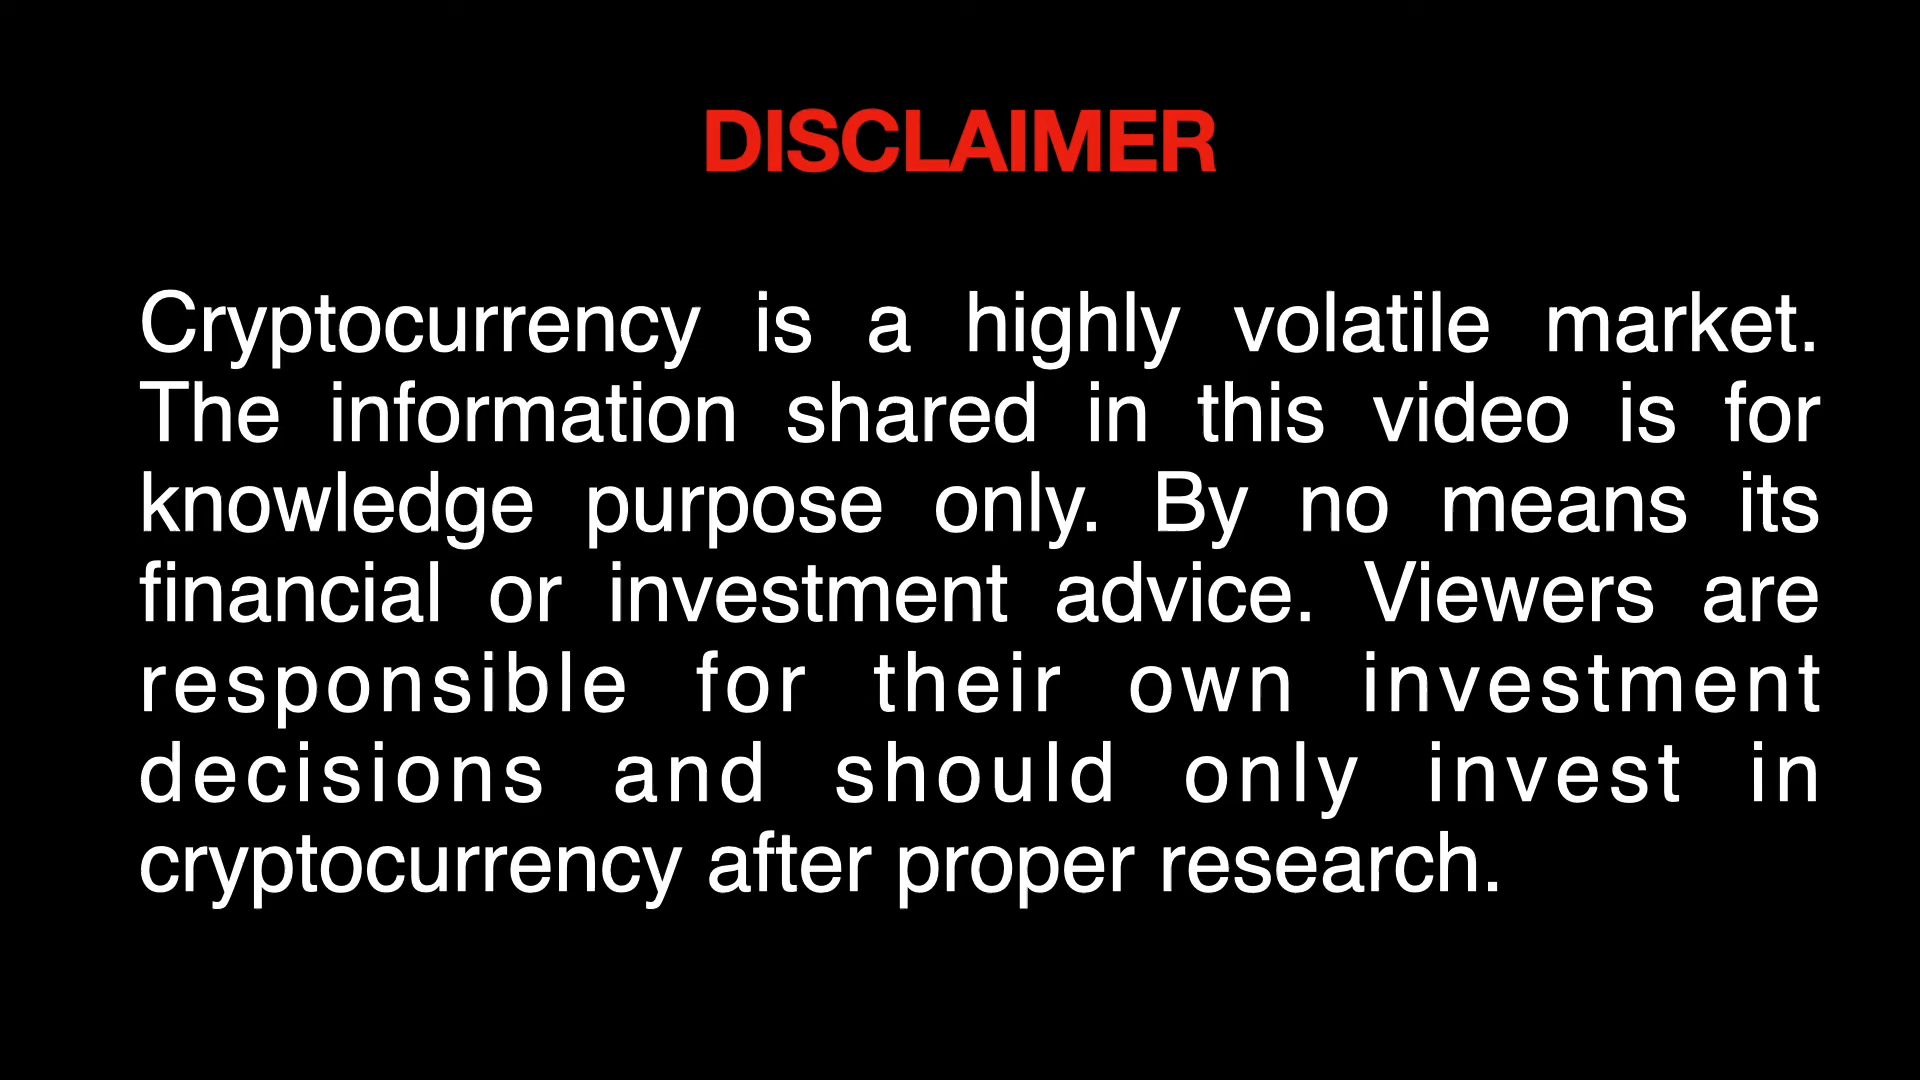 DISCLAIMER
Cryptocurrency is a highly volatile market.
The information shared in this video is for
knowledge purpose only. By no means its
financial or investment advice. Viewers are
responsible for their own investment
decisions and should only invest in
cryptocurrency after proper research.